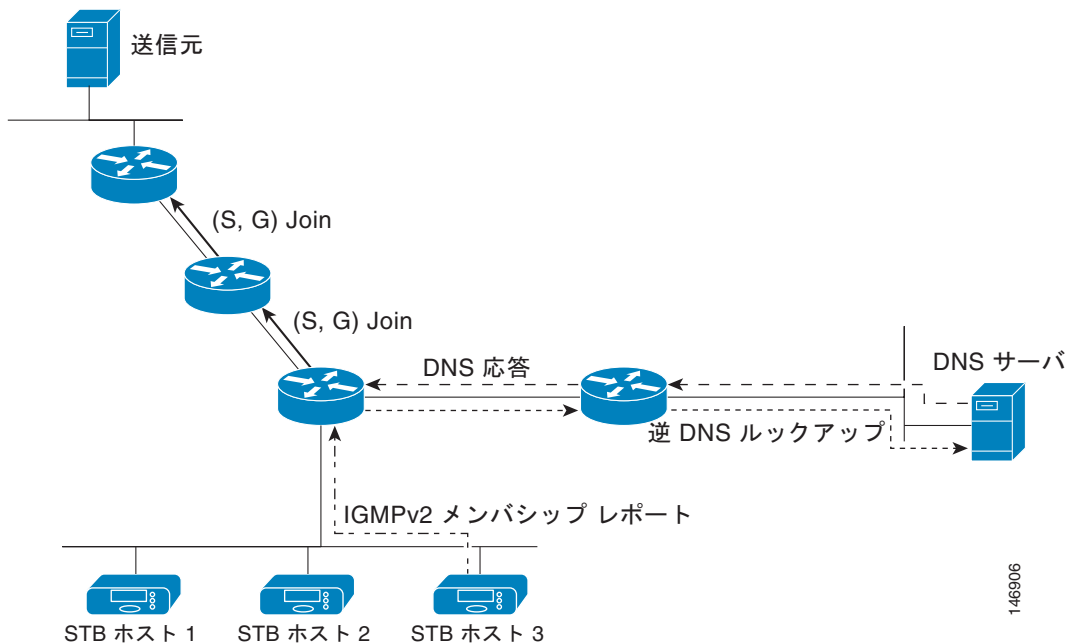 送信元
(S, G) Join
(S, G) Join
DNS 応答
DNS サーバ
逆 DNS ルックアップ
IGMPv2 メンバシップ レポート
STB ホスト 1
STB ホスト 2
STB ホスト 3
146906